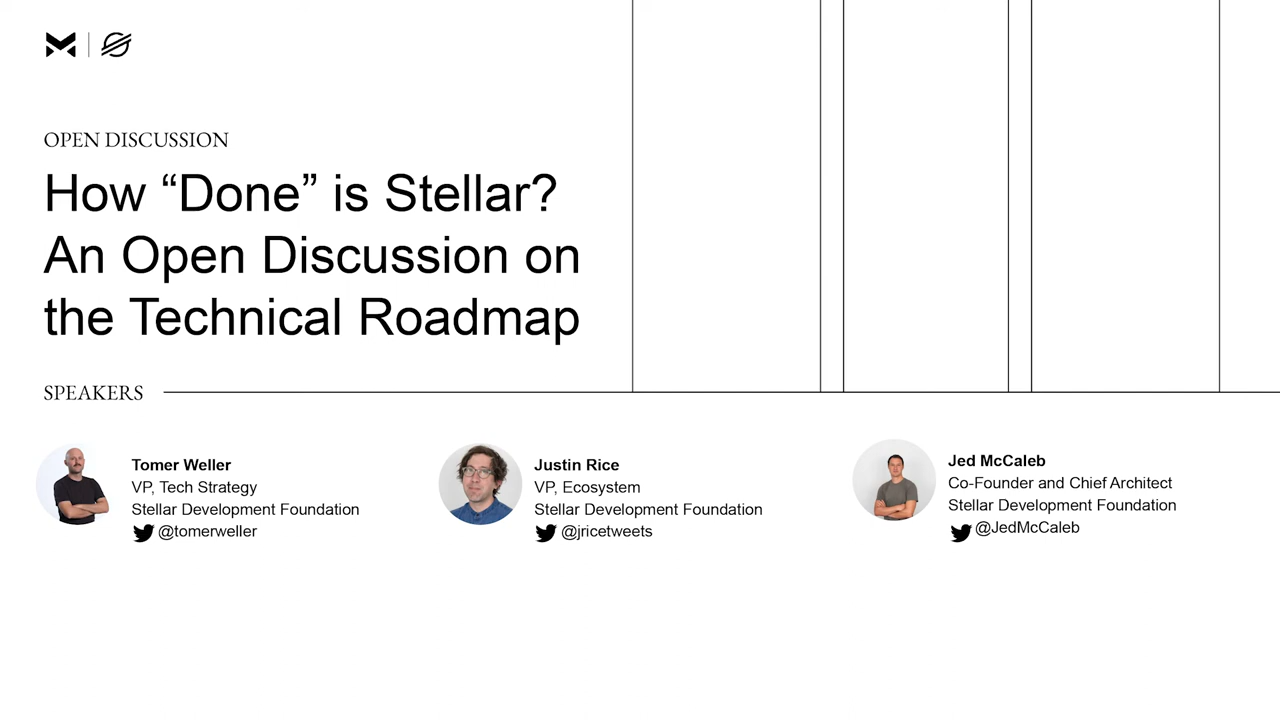 OPEN DISCUSSION
How “Done” is Stellar?
An Open Discussion on
the Technical Roadmap
SPEAKERS
Tomer Weller
VP, Tech Strategy
Stellar Development Foundation
@tomerweller
Justin Rice
VP, Ecosystem
Stellar Development Foundation
@jricetweets
Jed McCaleb
Co-Founder and Chief Architect
Stellar Development Foundation
@JedMcCaleb